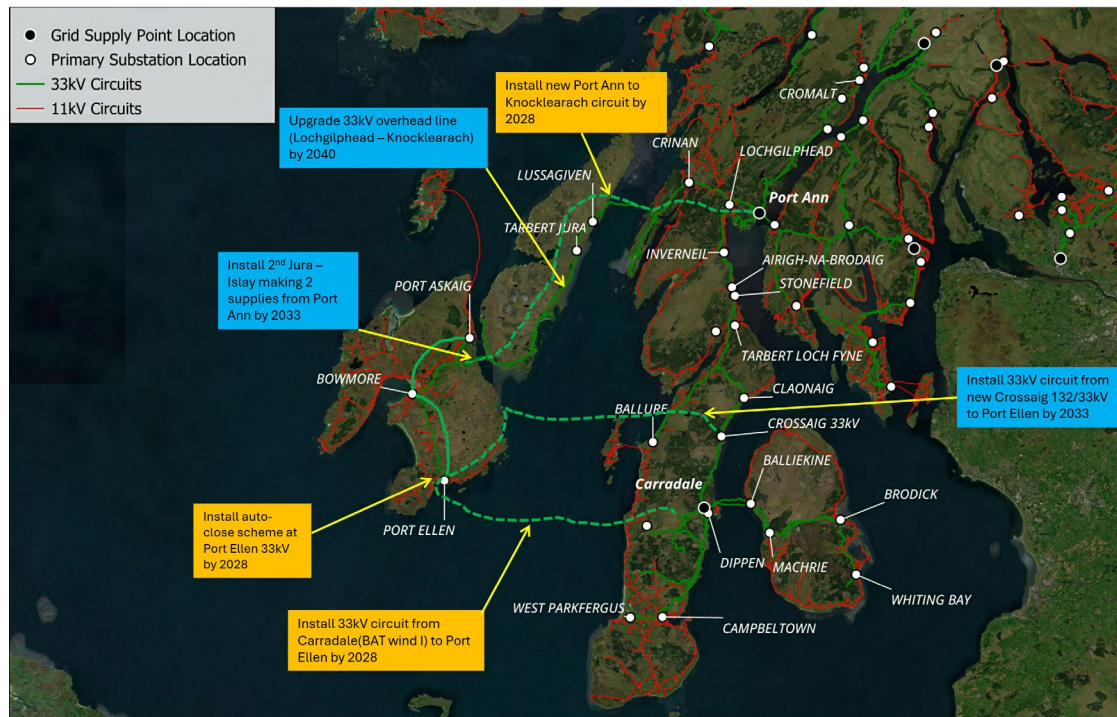 Grid Supply Point Location
Primary Substation Location
33kV Circuits
11kV Circuits
Install new Port Ann to
Knocklearach circuit by
2028
Upgrade 33kV overhead line
(Lochgilphead – Knocklearach)
by 2040
CROMALT
CRINAN
LOCHGILPHEAD
LUSSAGIVEN
Port Ann
TARBERT JURA
INVERNEIL
AIRIGH-NA-BRODAIG
STONEFIELD
Install 2nd Jura –
Islay making 2
supplies from Port
Ann by 2033
PORT ASKAIG
TARBERT LOCH FYNE
BOWMORE
CLAONAIG
Install 33kV circuit from
new Crossaig 132/33kV
to Port Ellen by 2033
BALLURE
CROSSAIG 33kV
BALLIEKINE
Carradale
BRODICK
Install auto-
close scheme at
Port Ellen 33kV
by 2028
PORT ELLEN
DIPPEN
MACHRIE
WHITING BAY
WEST PARKFERGUS
CAMPBELTOWN
Install 33kV circuit from
Carradale(BAT wind I) to Port
Ellen by 2028